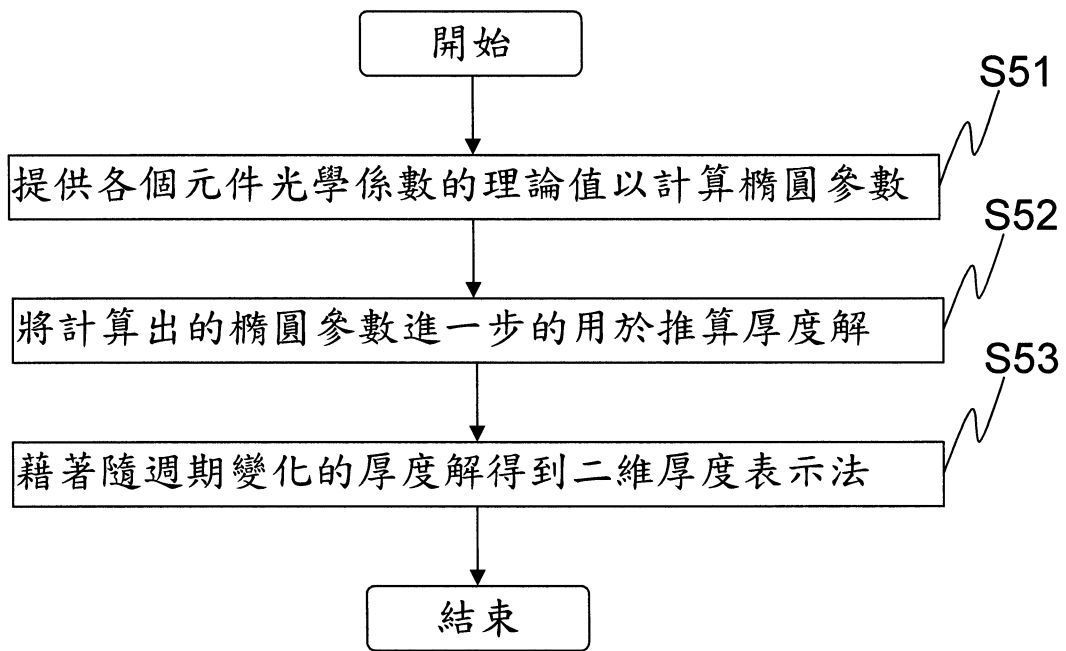 開始
S51
提供各個元件光學係數的理論值以計算橢圓參數
S52
將計算出的橢圓參數進一步的用於推算厚度解
S53
藉著隨週期變化的厚度解得到二維厚度表示法
結束